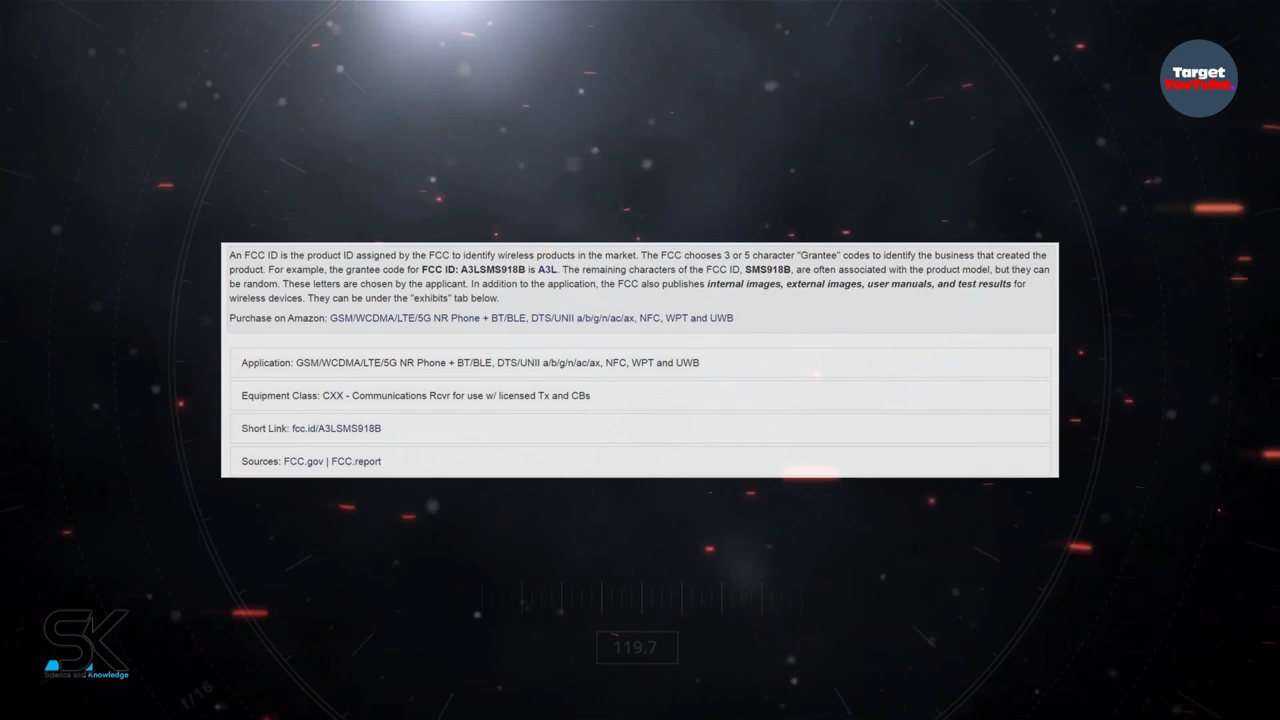 Target
YouTube.
An FCC ID is the product ID assigned by the FCC to identify wireless products in the market. The FCC chooses 3 or 5 character "Grantee" codes to identify the business that created the
product. For example, the grantee code for FCC ID: A3LSMS918B is A3L. The remaining characters of the FCC ID, SMS918B, are often associated with the product model, but they can
be random. These letters are chosen by the applicant. In addition to the application, the FCC also publishes internal images, external images, user manuals, and test results for
wireless devices. They can be under the "exhibits" tab below.
Purchase on Amazon: GSM/WCDMA/LTE/5G NR Phone + BT/BLE, DTS/UNII a/b/g/n/ac/ax, NFC, WPT and UWB
Application: GSM/WCDMA/LTE/5G NR Phone + BT/BLE, DTS/UNII a/b/g/n/ac/ax, NFC, WPT and UWB
Equipment Class: CXX - Communications Rcvr for use w/ licensed Tx and CBs
Short Link: fcc.id/A3LSMS918B
Sources: FCC.gov | FCC.report
119.7
f/16
SK
Science and Knowledge